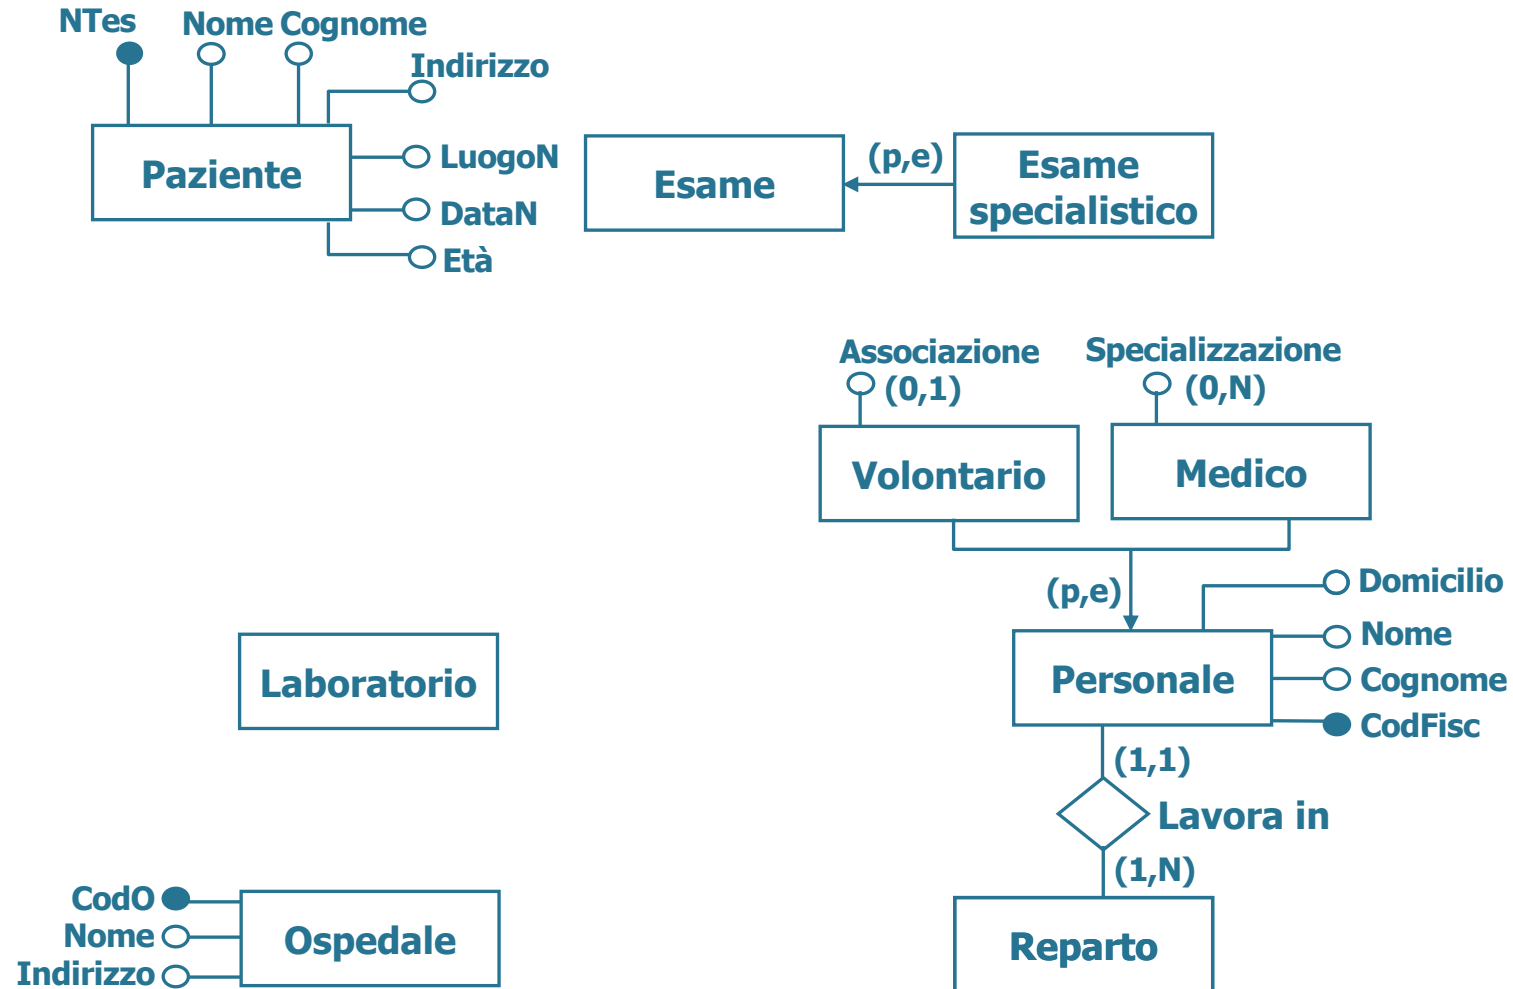 NTes
Nome Cognome
Indirizzo
Paziente
LuogoN
DataN
Età
Esame
(p,e)
Esame
specialistico
Associazione
(0,1)
Specializzazione
(0,N)
Volontario
Medico
(p,e)
Domicilio
Nome
Cognome
CodFisc
Personale
Laboratorio
(1,1)
Lavora in
(1,N)
CodO
Nome
Indirizzo
Ospedale
Reparto